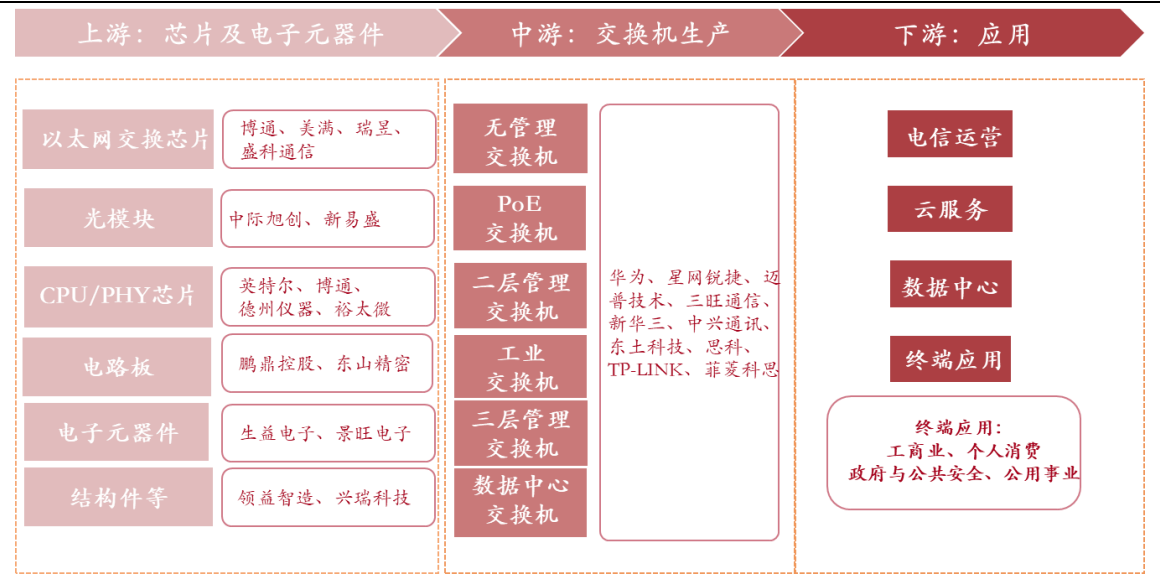 上游：芯片及电子元器件
中游：交换机生产
下游：应用
以太网交换芯片
博通、美满、瑞昱、
盛科通信
光模块
中际旭创、新易盛
CPU/PHY芯片
英特尔、博通、
德州仪器、裕太微
电路板
鹏鼎控股、东山精密
电子元器件
生益电子、景旺电子
结构件等
领益智造、兴瑞科技
无管理
交换机
PoE
交换机
二层管理
交换机
工业
交换机
三层管理
交换机
数据中心
交换机
华为、星网锐捷、迈
普技术、三旺通信、
新华三、中兴通讯、
东土科技、思科、
TP-LINK、菲菱科思
电信运营
云服务
数据中心
终端应用
终端应用：
工商业、个人消费
政府与公共安全、公用事业